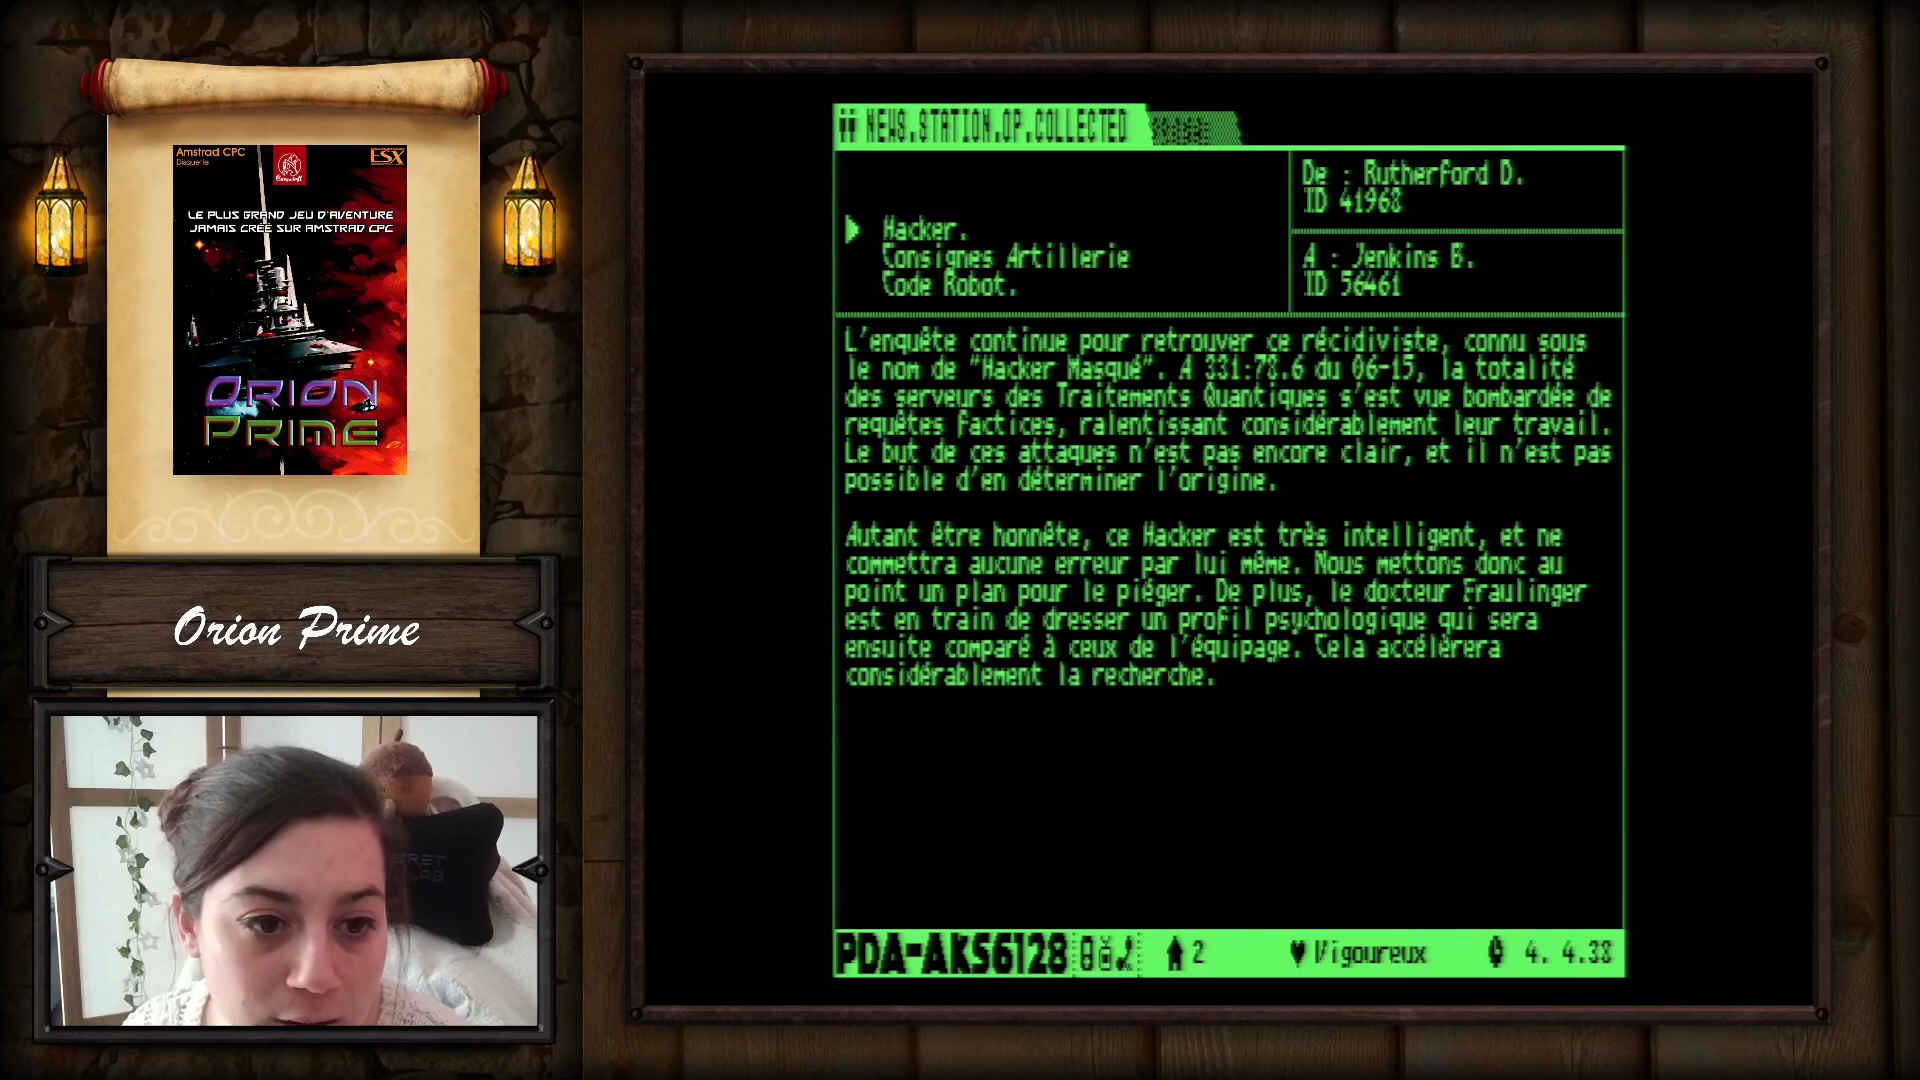 Amstrad CPC
Disquette
ESX
LE PLUS GRAND JEU D'AVENTURE
JAMAIS CRÉÉ SUR AMSTRAD CPC
ORION
PRIME
Orion Prime
NEWS.STATION.OP.COLLECTED
De : Rutherford D.
ID 41968
Hacker.
Consignes Artillerie
Code Robot.
A : Jenkins B.
ID 56461
L'enquête continue pour retrouver ce récidiviste, connu sous
le nom de "Hacker Masqué". A 331:78.6 du 06-15, la totalité
des serveurs des Traitements Quantiques s'est vue bombardée de
requêtes factices, ralentissant considérablement leur travail.
Le but de ces attaques n'est pas encore clair, et il n'est pas
possible d'en déterminer l'origine.
Autant être honnête, ce Hacker est très intelligent, et ne
commettra aucune erreur par lui même. Nous mettons donc au
point un plan pour le piéger. De plus, le docteur Fraulinger
est en train de dresser un profil psychologique qui sera
ensuite comparé à ceux de l'équipage. Cela accélèrera
considérablement la recherche.
PDA-AKS6128
2
Vigoureux
4. 4.38